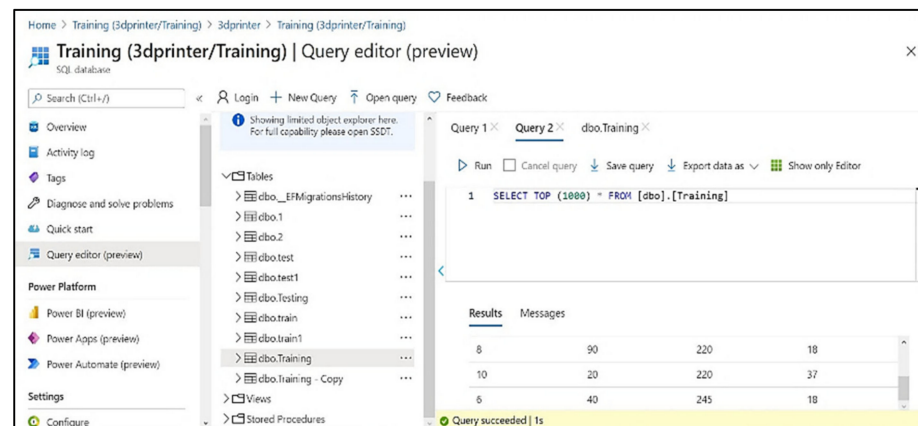 Home > Training (3dprinter/Training) > 3dprinter > Training (3dprinter/Training)
Training (3dprinter/Training) | Query editor (preview)
SQL database
Search (Ctrl+/)
Login
New Query
Open query
Feedback
Overview
Activity log
Tags
Diagnose and solve problems
Quick start
Query editor (preview)
Power Platform
Power BI (preview)
Power Apps (preview)
Power Automate (preview)
Settings
Configure
Showing limited object explorer here.
For full capability please open SSDT.
Tables
dbo.__EFMigrationsHistory
dbo.1
dbo.2
dbo.test
dbo.test1
dbo.Testing
dbo.train
dbo.train1
dbo.Training
dbo.Training - Copy
Views
Stored Procedures
Query 1
Query 2
dbo.Training
Run
Cancel query
Save query
Export data as
Show only Editor
1 SELECT TOP (1000) * FROM [dbo].[Training]
Results
Messages
8 90 220 18
10 20 220 37
6 40 245 18
Query succeeded | 1s